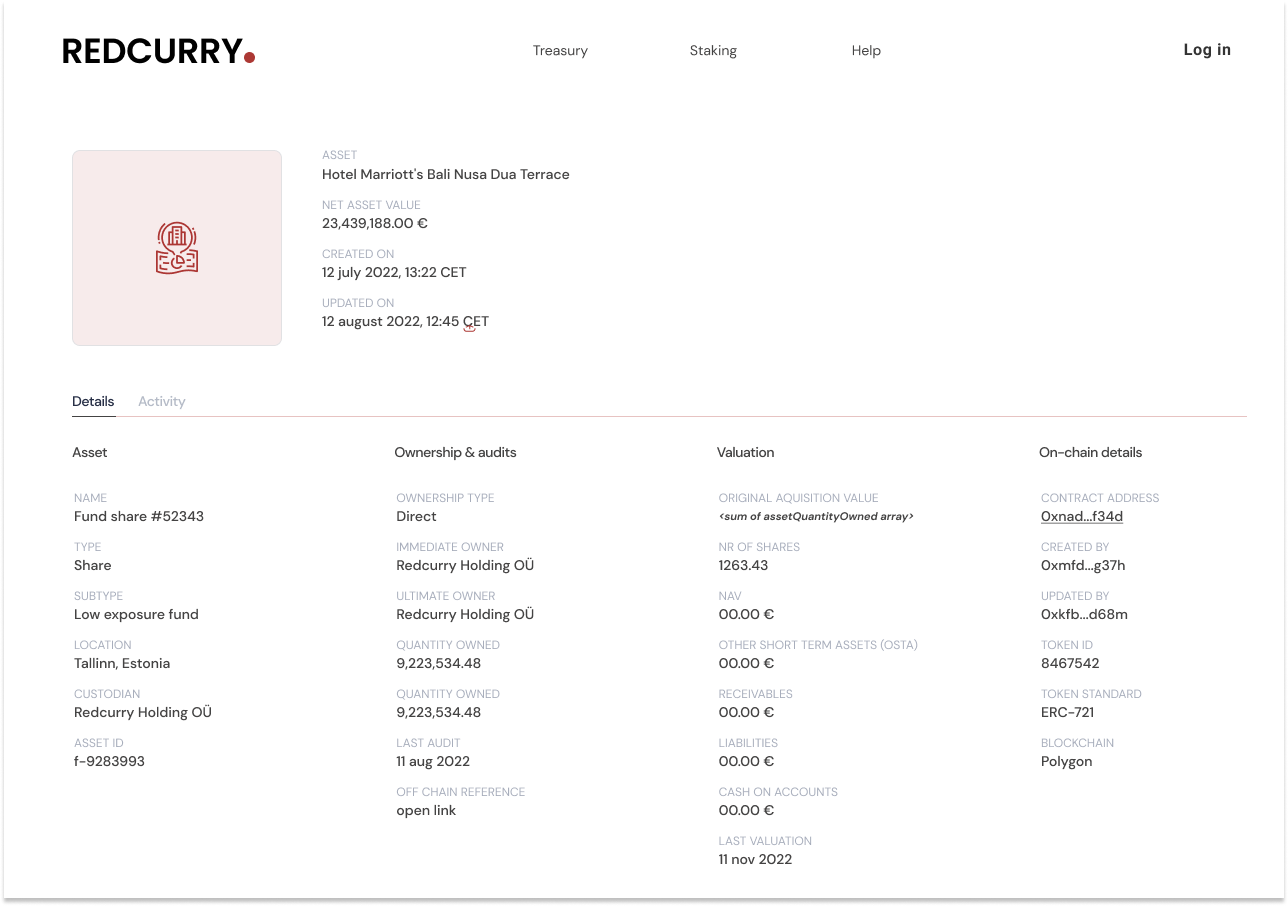 REDCURRY.
Treasury
Staking
Help
Log in
ASSET
Hotel Marriott's Bali Nusa Dua Terrace
NET ASSET VALUE
23,439,188.00 €
CREATED ON
12 july 2022, 13:22 CET
UPDATED ON
12 august 2022, 12:45 CET
Details
Activity
Asset
NAME
Fund share #52343
TYPE
Share
SUBTYPE
Low exposure fund
LOCATION
Tallinn, Estonia
CUSTODIAN
Redcurry Holding OÜ
ASSET ID
f-9283993
Ownership & audits
OWNERSHIP TYPE
Direct
IMMEDIATE OWNER
Redcurry Holding OÜ
ULTIMATE OWNER
Redcurry Holding OÜ
QUANTITY OWNED
9,223,534.48
QUANTITY OWNED
9,223,534.48
LAST AUDIT
11 aug 2022
OFF CHAIN REFERENCE
open link
Valuation
ORIGINAL AQUISITION VALUE
<sum of assetQuantityOwned array>
NR OF SHARES
1263.43
NAV
00.00 €
OTHER SHORT TERM ASSETS (OSTA)
00.00 €
RECEIVABLES
00.00 €
LIABILITIES
00.00 €
CASH ON ACCOUNTS
00.00 €
LAST VALUATION
11 nov 2022
On-chain details
CONTRACT ADDRESS
0xnad...f34d
CREATED BY
0xmfd...g37h
UPDATED BY
0xkfb...d68m
TOKEN ID
8467542
TOKEN STANDARD
ERC-721
BLOCKCHAIN
Polygon